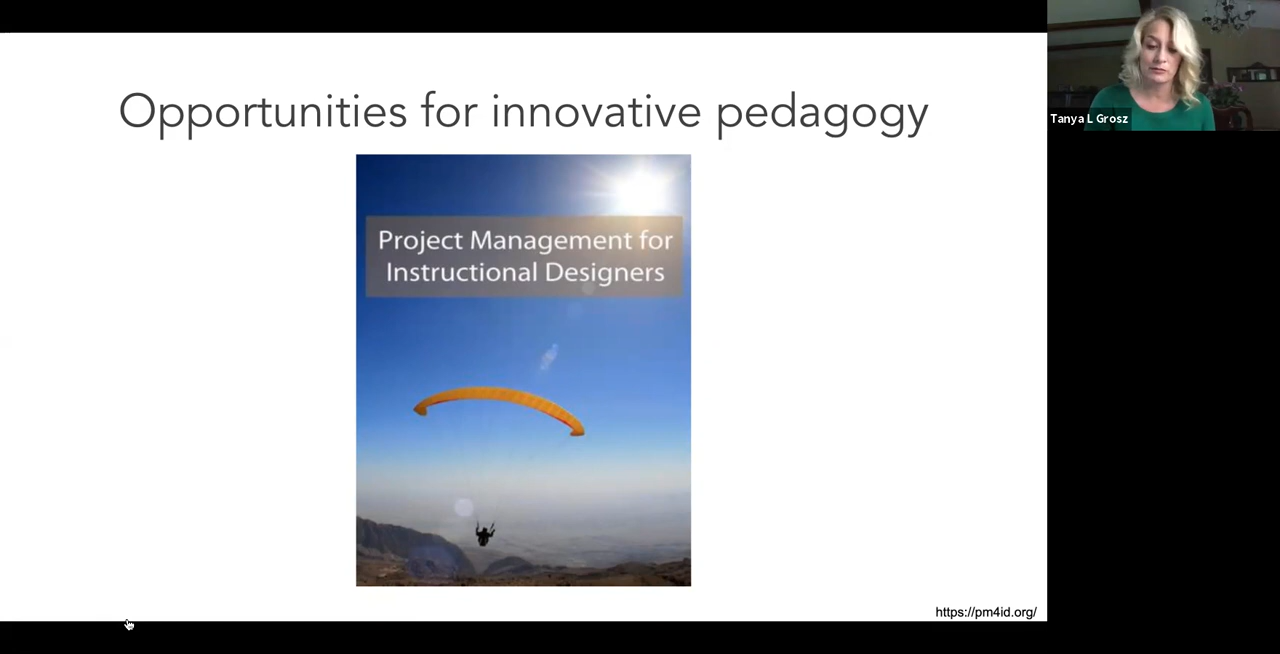 Opportunities for innovative pedagogy
Project Management for
Instructional Designers
https://pm4id.org/
Tanya L Grosz